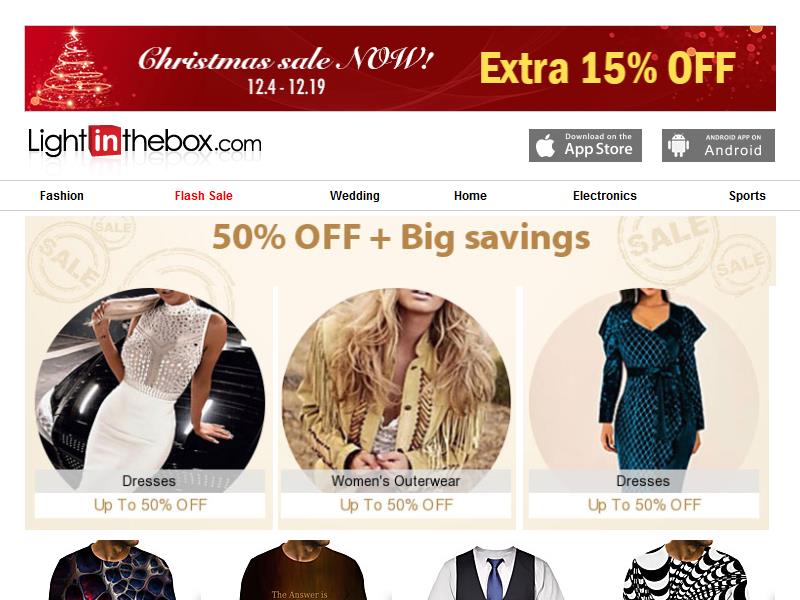 Christmas sale NOW!
12.4 - 12.19
Extra 15% OFF
Lightinthebox.com
Download on the
App Store
ANDROID APP ON
Android
Fashion
Flash Sale
Wedding
Home
Electronics
Sports
50% OFF + Big savings
SALE
SALE
SALE
SALE
Dresses
Women's Outerwear
Dresses
Up To 50% OFF
Up To 50% OFF
Up To 50% OFF
The Answer is